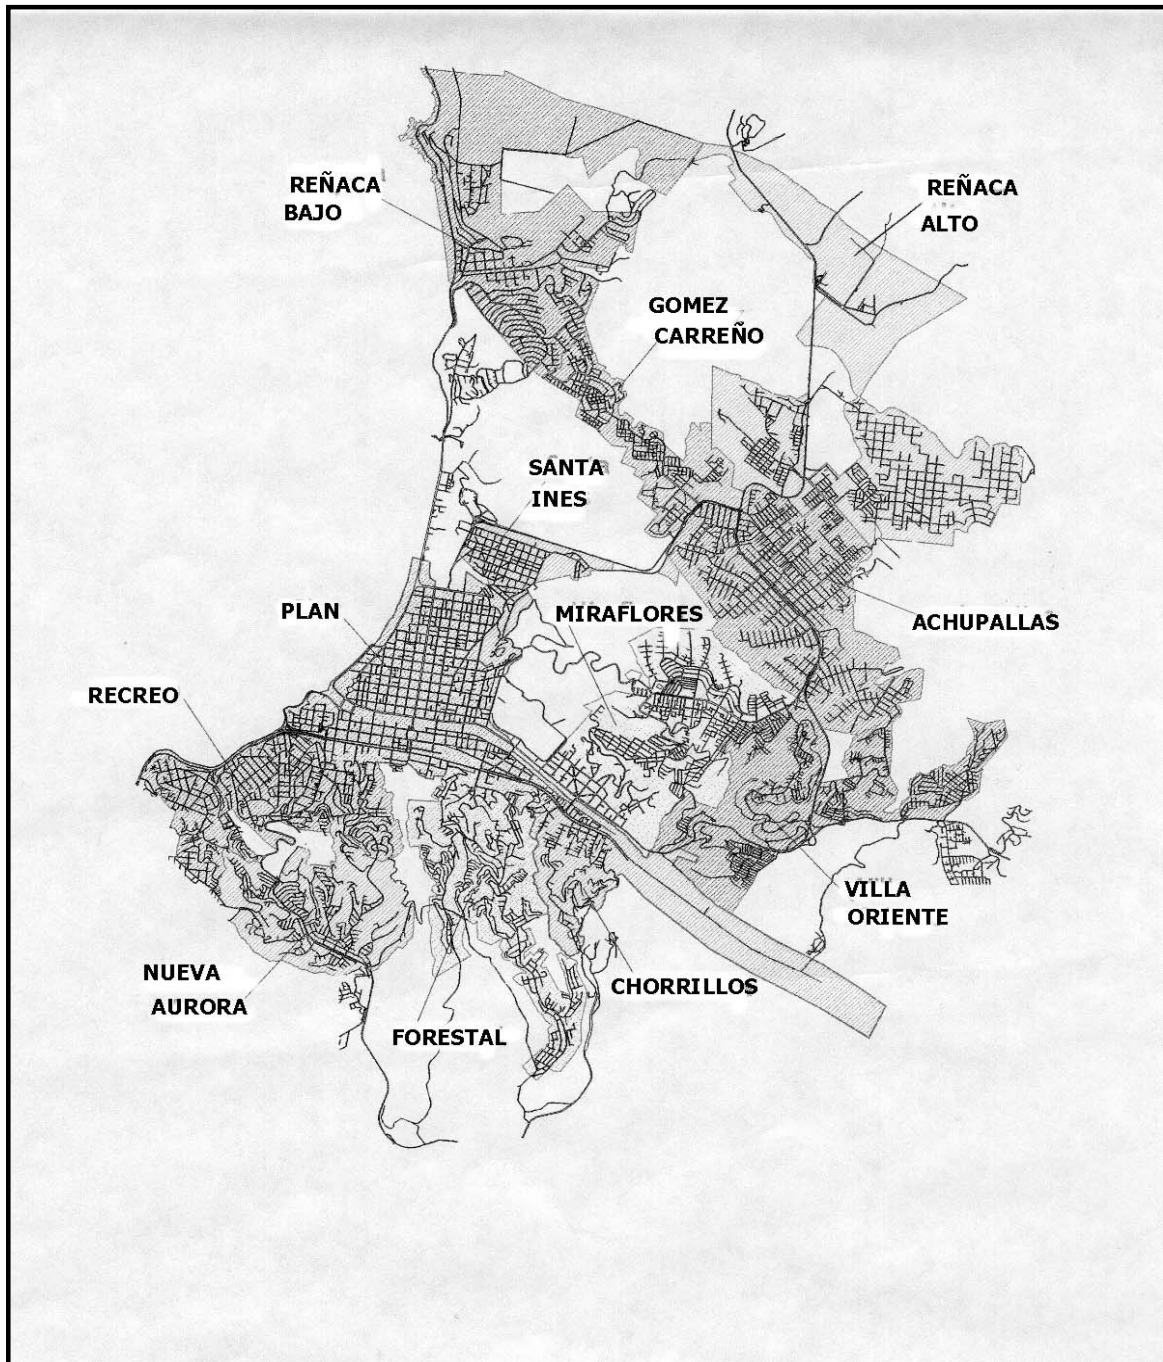 REÑACA
BAJO
REÑACA
ALTO
GOMEZ
CARREÑO
SANTA
INES
PLAN
MIRAFLORES
ACHUPALLAS
RECREO
VILLA
ORIENTE
NUEVA
AURORA
CHORRILLOS
FORESTAL